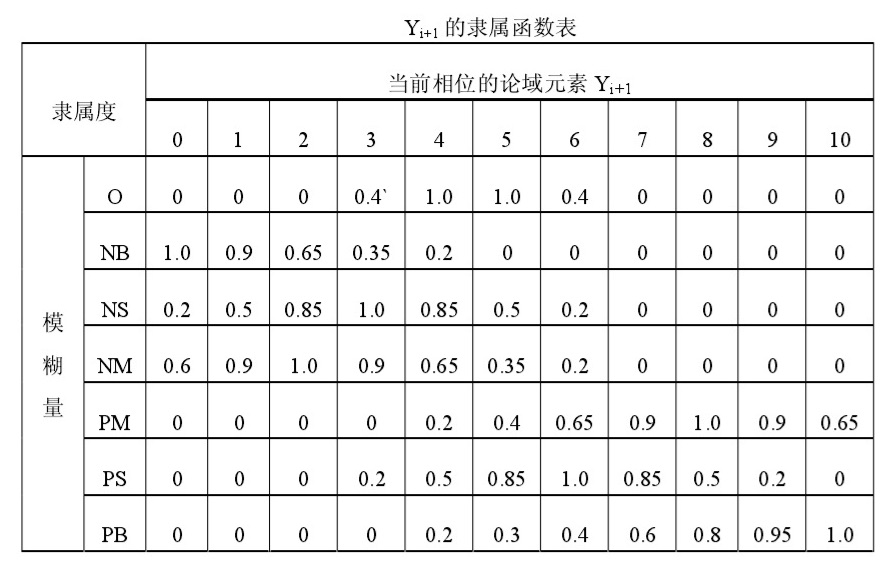 Yi+1 的隶属函数表
隶属度
当前相位的论域元素 Yi+1
0 1 2 3 4 5 6 7 8 9 10
模糊量
O 0 0 0 0.4` 1.0 1.0 0.4 0 0 0 0
NB 1.0 0.9 0.65 0.35 0.2 0 0 0 0 0 0
NS 0.2 0.5 0.85 1.0 0.85 0.5 0.2 0 0 0 0
NM 0.6 0.9 1.0 0.9 0.65 0.35 0.2 0 0 0 0
PM 0 0 0 0 0.2 0.4 0.65 0.9 1.0 0.9 0.65
PS 0 0 0 0.2 0.5 0.85 1.0 0.85 0.5 0.2 0
PB 0 0 0 0 0.2 0.3 0.4 0.6 0.8 0.95 1.0